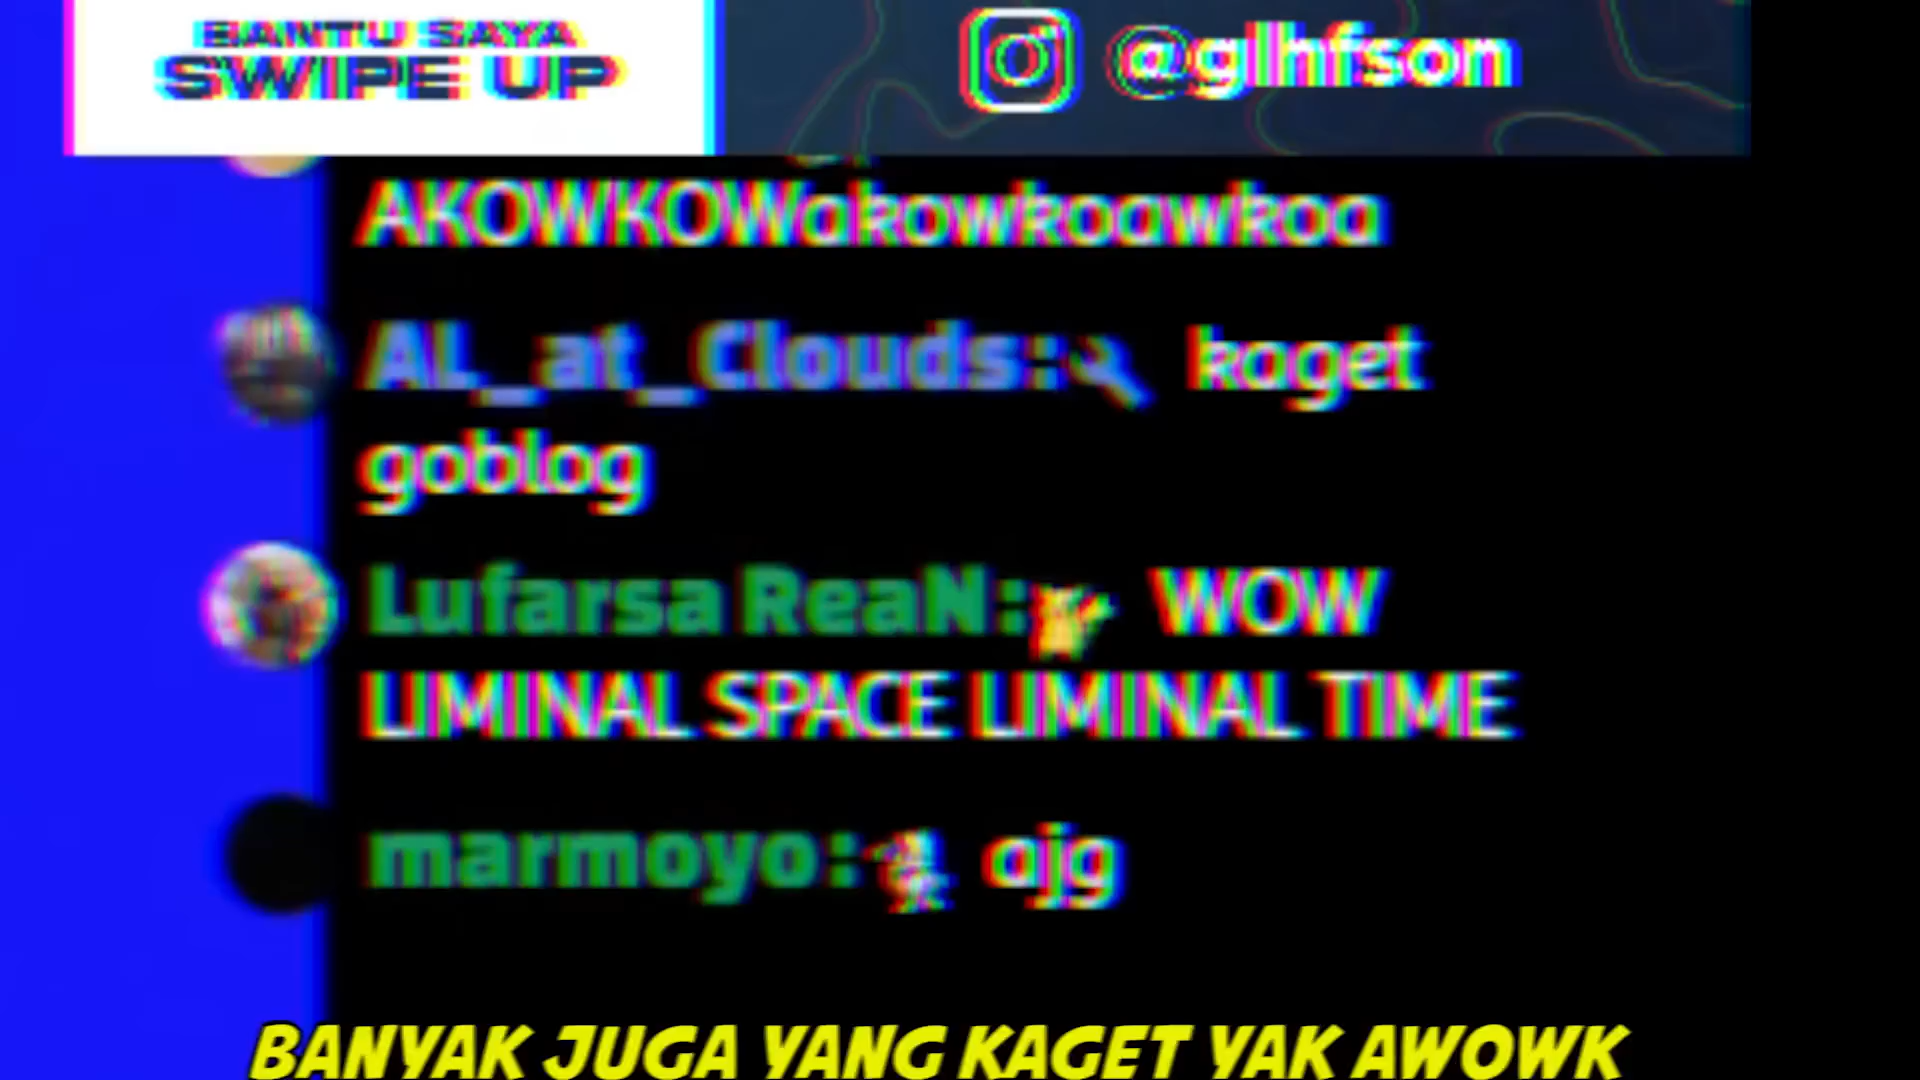 BANTU SAYA
SWIPE UP
@glhfson
AKOWKOWakowkoawkoa
AL_at_Clouds: kaget
goblog
Lufarsa ReaN: WOW
LIMINAL SPACE LIMINAL TIME
marmoyo: ajg
BANYAK JUGA YANG KAGET YAK AWOWK